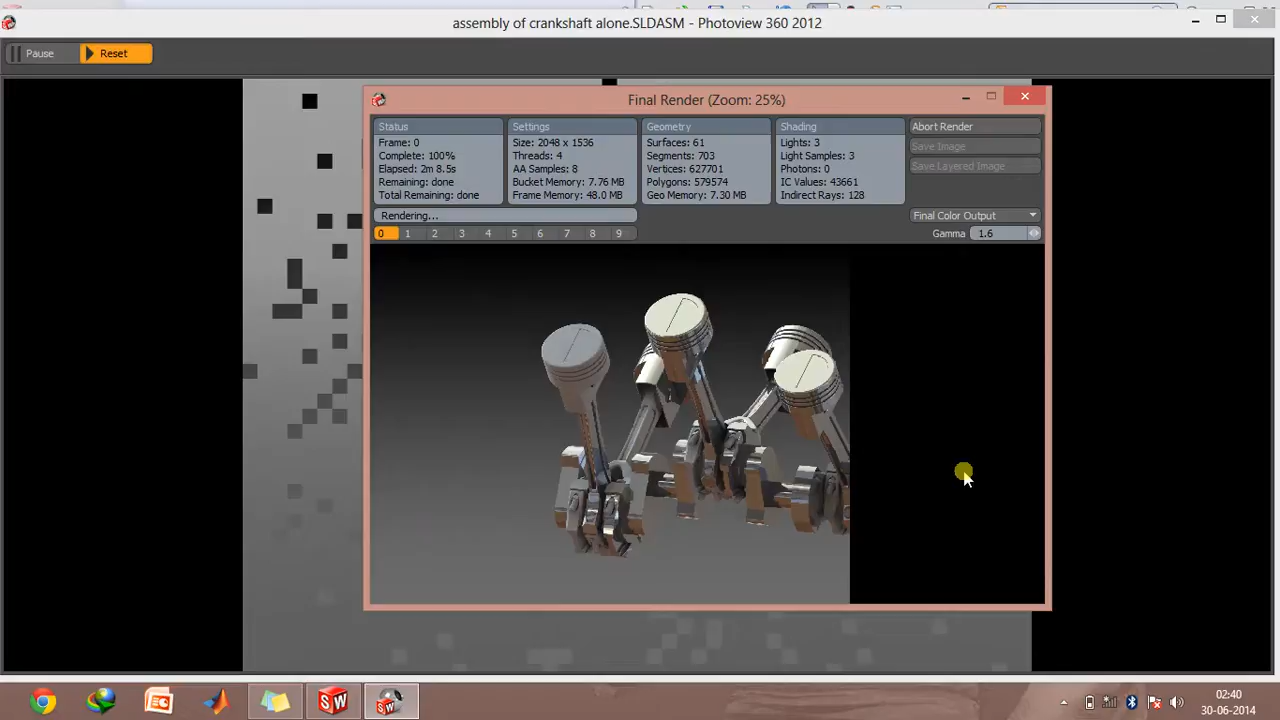 assembly of crankshaft alone.SLDASM - Photoview 360 2012
Pause
Reset
Final Render (Zoom: 25%)
Status
Frame: 0
Complete: 100%
Elapsed: 2m 8.5s
Remaining: done
Total Remaining: done
Settings
Size: 2048 x 1536
Threads: 4
AA Samples: 8
Bucket Memory: 7.76 MB
Frame Memory: 48.0 MB
Geometry
Surfaces: 61
Segments: 703
Vertices: 627701
Polygons: 579574
Geo Memory: 7.30 MB
Shading
Lights: 3
Light Samples: 3
Photons: 0
IC Values: 43661
Indirect Rays: 128
Abort Render
Save Image
Save Layered Image
Rendering...
Final Color Output
0 1 2 3 4 5 6 7 8 9
Gamma 1.6
SW
SW
02:40
30-06-2014